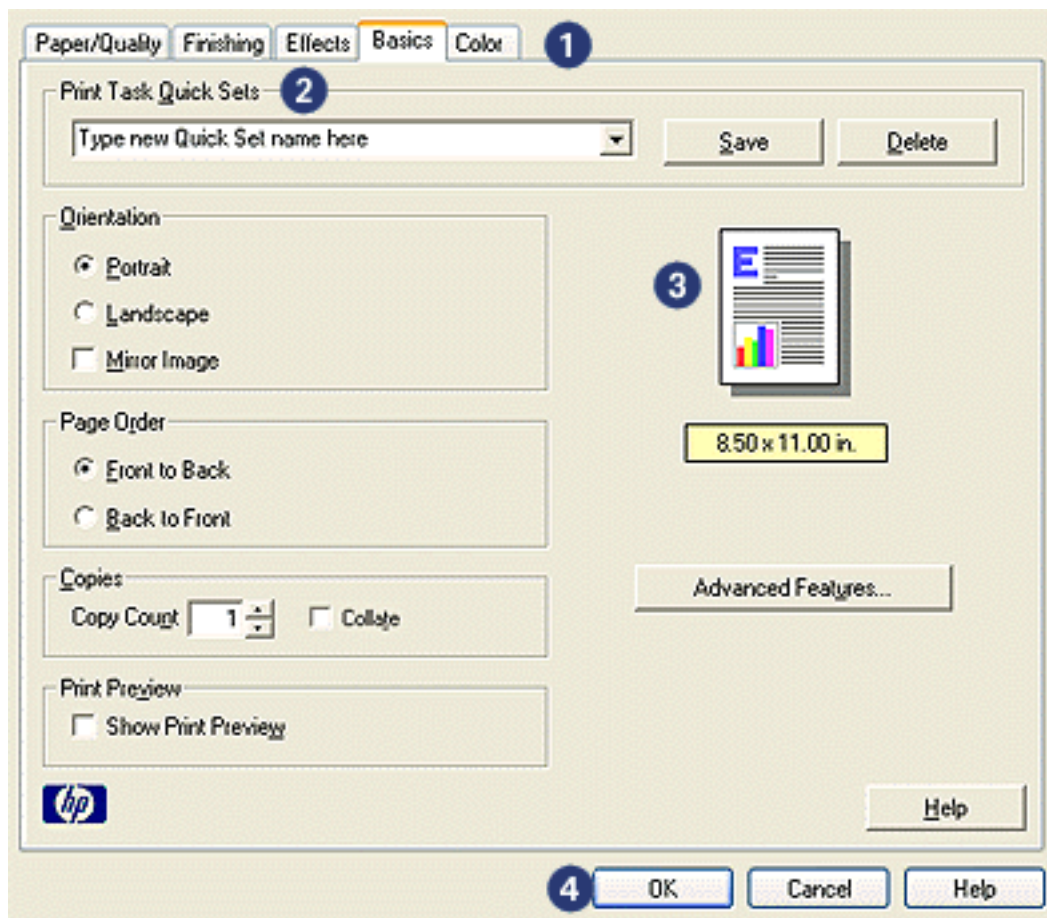 Paper/Quality Finishing Effects Basics Color 1
Print Task Quick Sets 2
Type new Quick Set name here Save Delete
Orientation
Portrait
Landscape
Mirror Image
3
E
8.50 x 11.00 in.
Page Order
Front to Back
Back to Front
Copies
Copy Count 1 Collate
Advanced Features...
Print Preview
Show Print Preview
hp
Help
4 OK Cancel Help